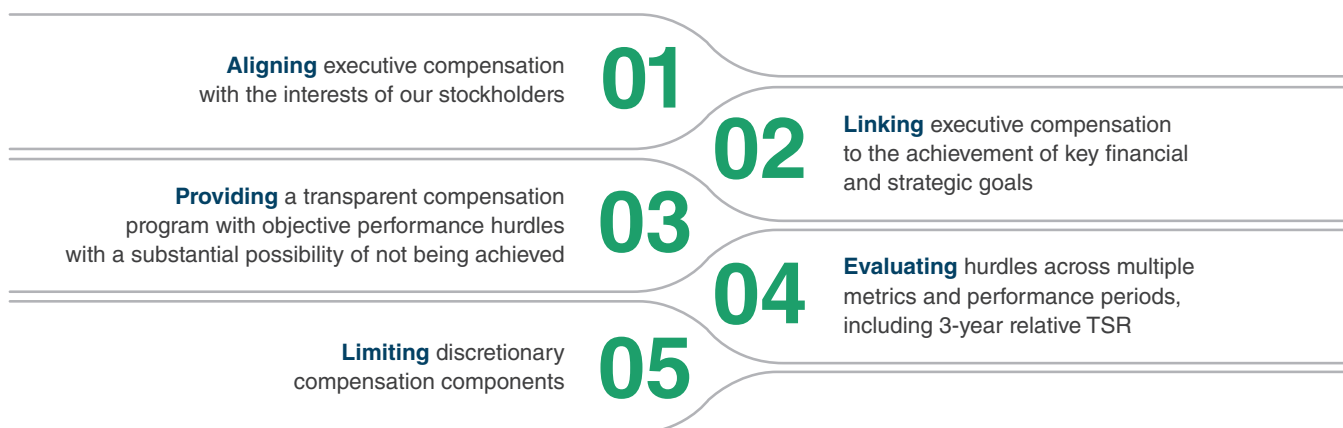 01
Aligning executive compensation
with the interests of our stockholders
02
Linking executive compensation
to the achievement of key financial
and strategic goals
03
Providing a transparent compensation
program with objective performance hurdles
with a substantial possibility of not being achieved
04
Evaluating hurdles across multiple
metrics and performance periods,
including 3-year relative TSR
05
Limiting discretionary
compensation components